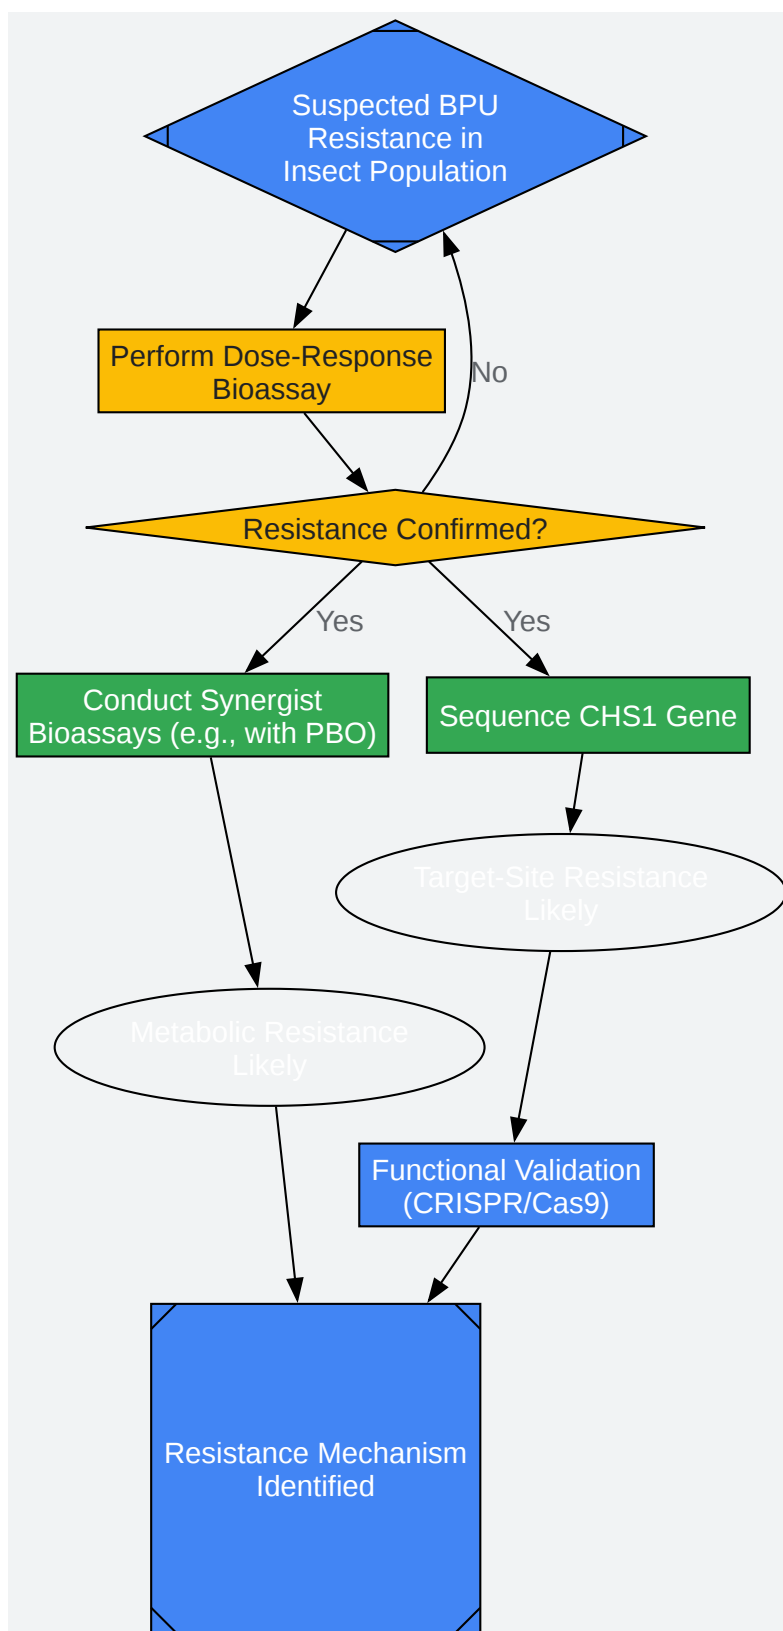 Suspected BPU
Resistance in
Insect Population
Perform Dose-Response
Bioassay
No
Resistance Confirmed?
Yes
Yes
Conduct Synergist
Bioassays (e.g., with PBO)
Sequence CHS1 Gene
Target-Site Resistance
Likely
Metabolic Resistance
Likely
Functional Validation
(CRISPR/Cas9)
Resistance Mechanism
Identified